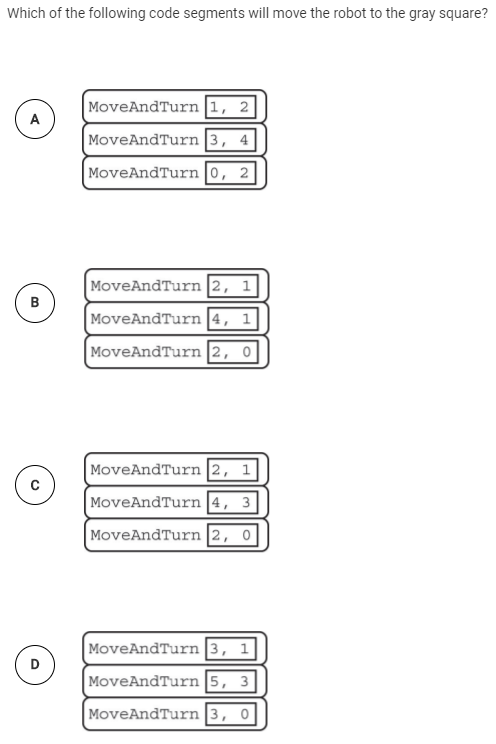 Which of the following code segments will move the robot to the gray square?
A
MoveAndTurn 1, 2
MoveAndTurn 3, 4
MoveAndTurn 0, 2
B
MoveAndTurn 2, 1
MoveAndTurn 4, 1
MoveAndTurn 2, 0
C
MoveAndTurn 2, 1
MoveAndTurn 4, 3
MoveAndTurn 2, 0
D
MoveAndTurn 3, 1
MoveAndTurn 5, 3
MoveAndTurn 3, 0